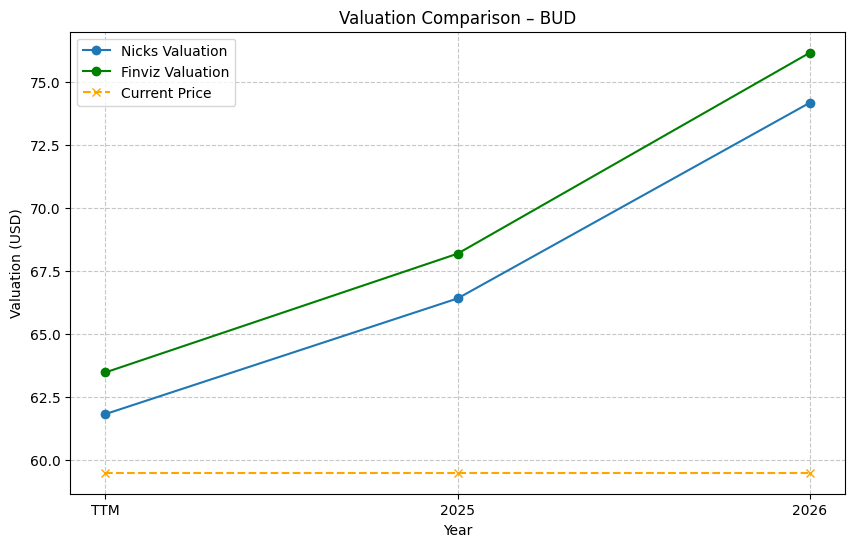 Valuation Comparison – BUD
Nicks Valuation
Finviz Valuation
Current Price
Valuation (USD)
75.0
72.5
70.0
67.5
65.0
62.5
60.0
TTM
2025
2026
Year